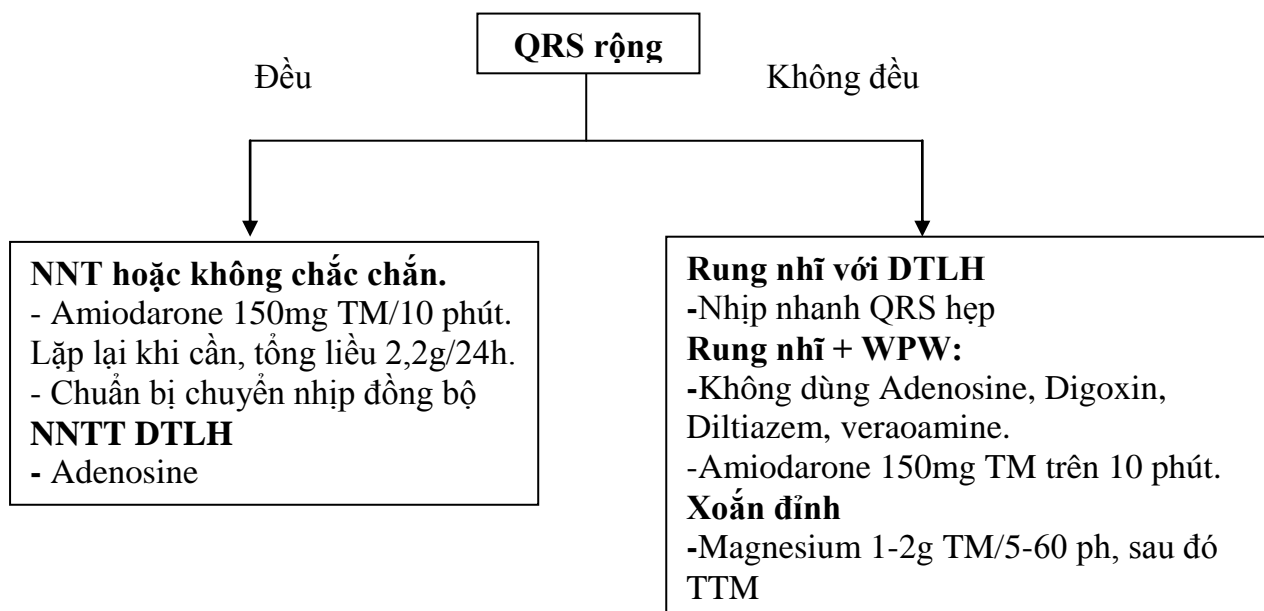 QRS rộng
Đều
Không đều
NNT hoặc không chắc chắn.
- Amiodarone 150mg TM/10 phút.
Lặp lại khi cần, tổng liều 2,2g/24h.
- Chuẩn bị chuyển nhịp đồng bộ
NNTT DTLH
- Adenosine
Rung nhĩ với DTLH
-Nhịp nhanh QRS hẹp
Rung nhĩ + WPW:
-Không dùng Adenosine, Digoxin,
Diltiazem, veraoamine.
-Amiodarone 150mg TM trên 10 phút.
Xoắn đỉnh
-Magnesium 1-2g TM/5-60 ph, sau đó
TTM